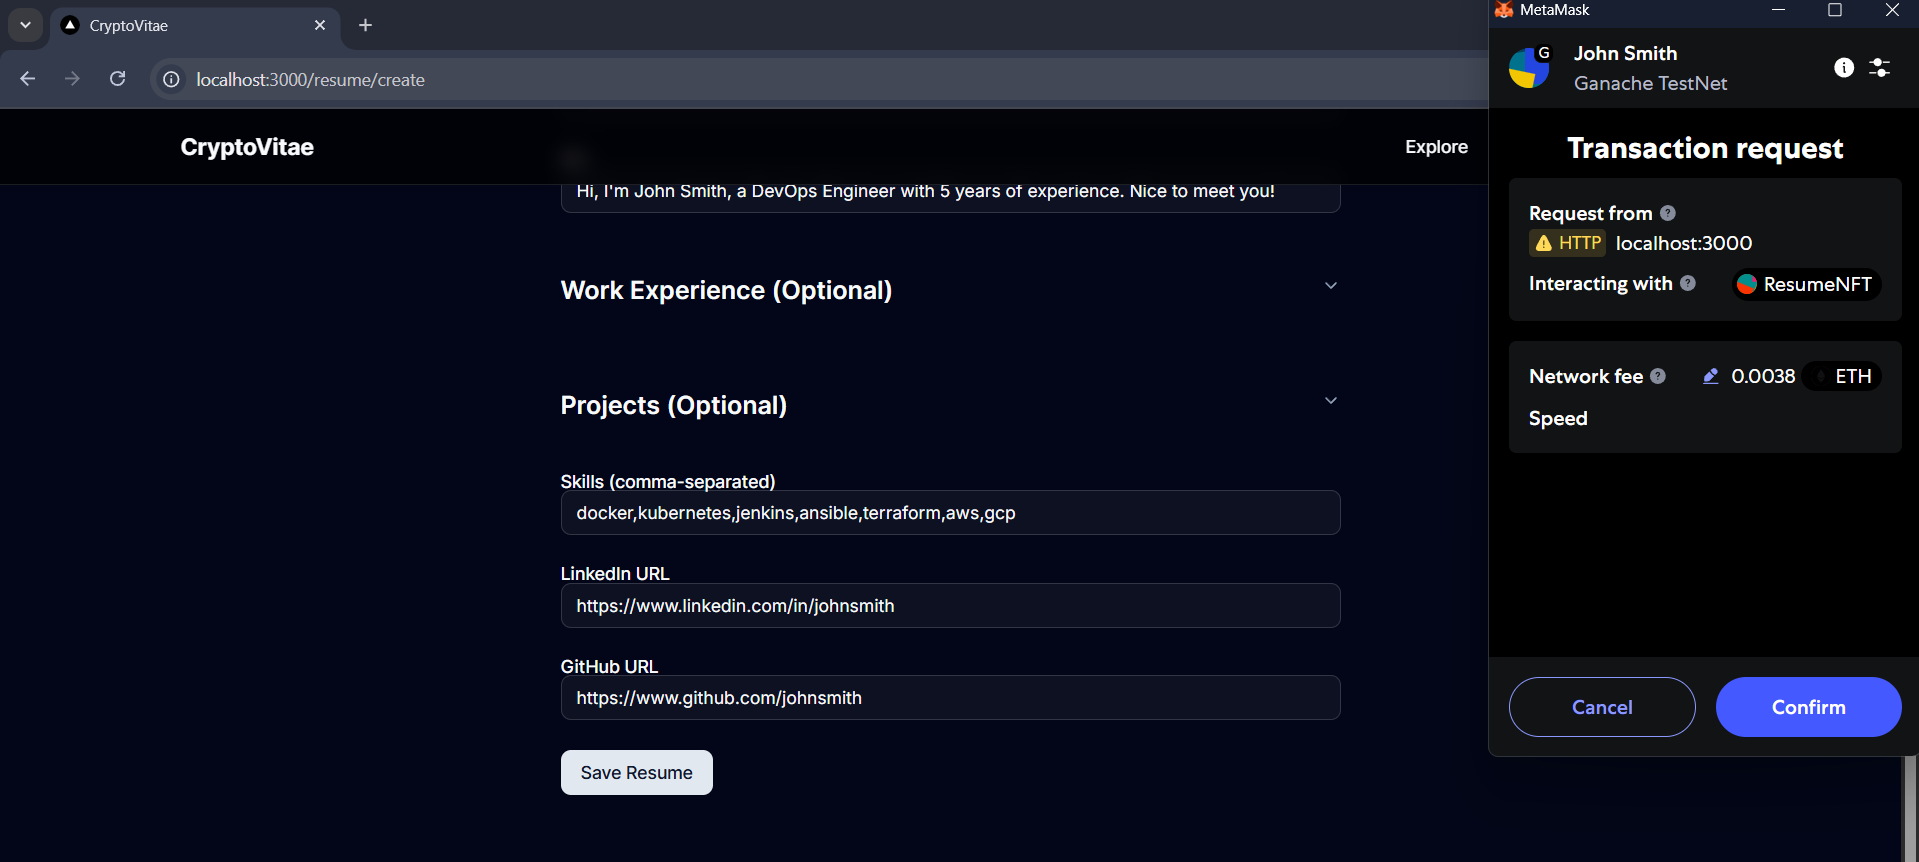 CryptoVitae
localhost:3000/resume/create
CryptoVitae
Explore
Hi, I'm John Smith, a DevOps Engineer with 5 years of experience. Nice to meet you!
Work Experience (Optional)
Projects (Optional)
Skills (comma-separated)
docker,kubernetes,jenkins,ansible,terraform,aws,gcp
LinkedIn URL
https://www.linkedin.com/in/johnsmith
GitHub URL
https://www.github.com/johnsmith
Save Resume
MetaMask
G
John Smith
Ganache TestNet
Transaction request
Request from
HTTP localhost:3000
Interacting with ResumeNFT
Network fee 0.0038 ETH
Speed
Cancel Confirm